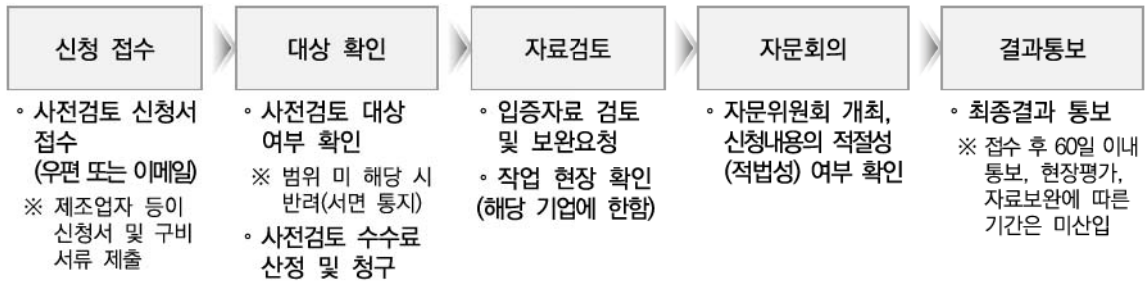 신청 접수
◦ 사전검토 신청서
접수
(우편 또는 이메일)
※ 제조업자 등이
신청서 및 구비
서류 제출
대상 확인
◦ 사전검토 대상
여부 확인
※ 범위 미 해당 시
반려(서면 통지)
◦ 사전검토 수수료
산정 및 청구
자료검토
◦ 입증자료 검토
및 보완요청
◦ 작업 현장 확인
(해당 기업에 한함)
자문회의
◦ 자문위원회 개최,
신청내용의 적절성
(적법성) 여부 확인
결과통보
◦ 최종결과 통보
※ 접수 후 60일 이내
통보, 현장평가,
자료보완에 따른
기간은 미산입